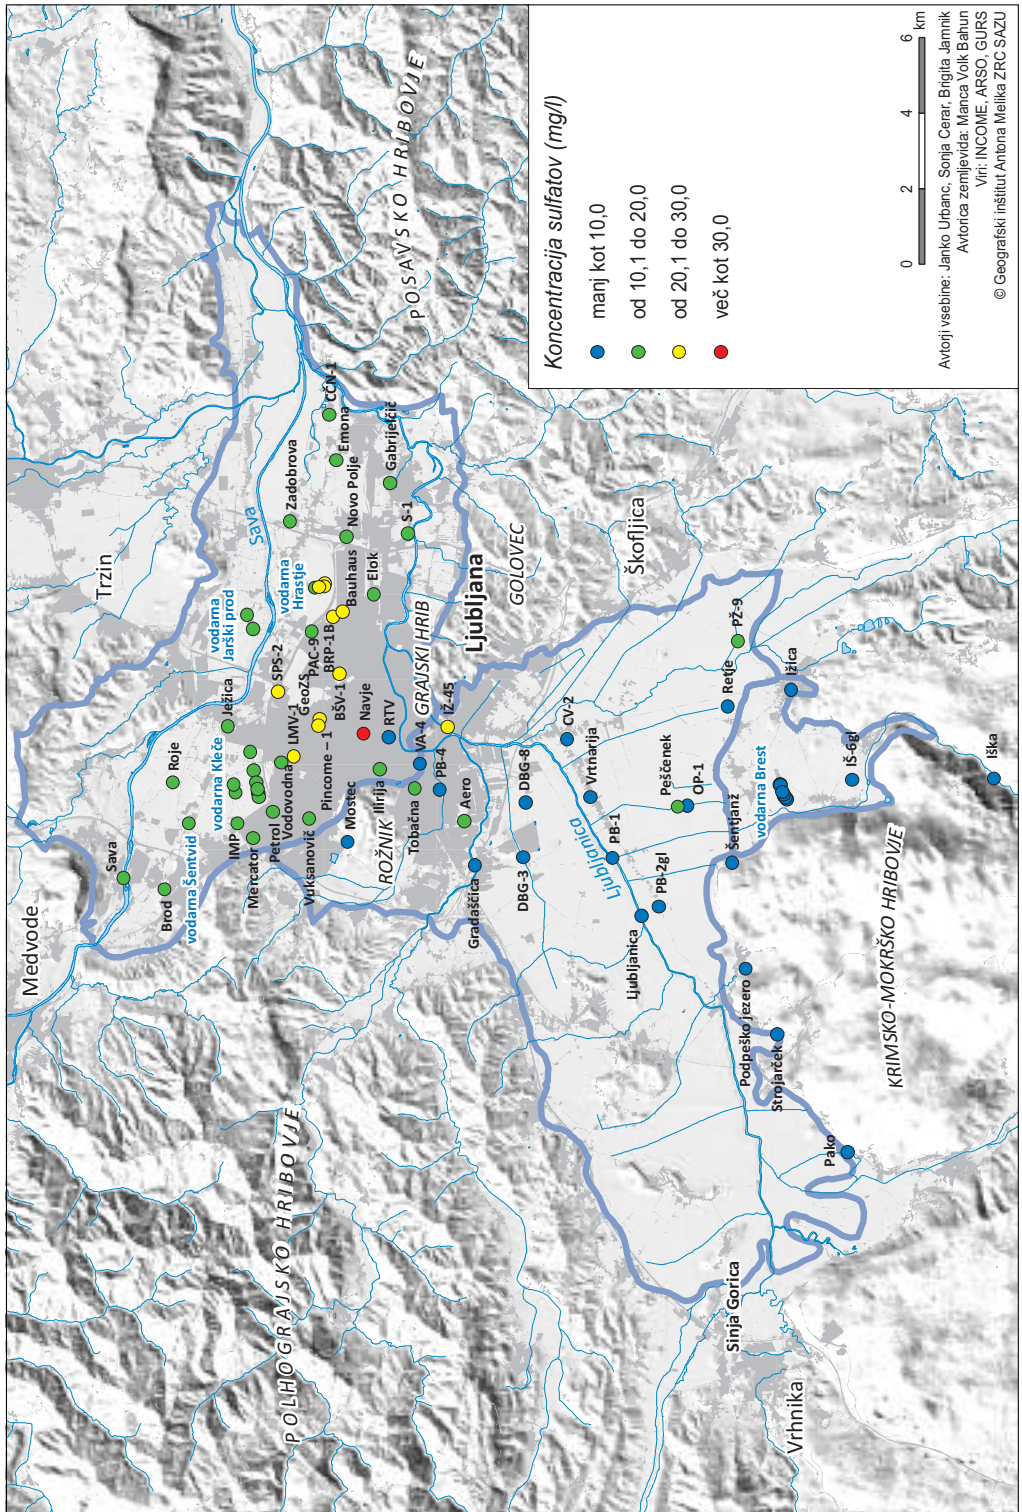 Medvode
Trzin
Sava
Brod
vodarna Šentvid
Roje
vodarna Kleče
IMP
Mercator
Petrol
Vodovodna
Vuksanović
Ježica
vodarna
Jarški prod
SPS-2
LMV-1
GeoZS
Pincome – 1
Mostec
ROŽNIK
Ilirija
Tobačna
Navje
RTV
BŠV-1
BRP-1B
PAC-9
vodarna
Hrastje
Sava
Zadobrova
Bauhaus
Novo Polje
Emona
CČN-1
Elok
S-1
Gabrijelčič
GRAJSKI HRIB
Ljubljana
GOLOVEC
VA-4
PB-4
IŽ-45
Aero
Gradaščica
DBG-3
DBG-8
CV-2
Vrtnarija
PB-1
Ljubljanica
PB-2gl
Ljubljanica
Peščenek
OP-1
Škofljica
PŽ-9
Retje
Ižica
vodarna Brest
IŠ-6gl
Iška
Šentjanž
Podpeško jezero
Strojarček
Pako
Sinja Gorica
Vrhnika
POLHOGRAJSKO HRIBOVJE
POSAVSKO HRIBOVJE
KRIMSKO-MOKRŠKO HRIBOVJE
Koncentracija sulfatov (mg/l)
manj kot 10,0
od 10,1 do 20,0
od 20,1 do 30,0
več kot 30,0
0 2 4 6
km
Avtorji vsebine: Janko Urbanc, Sonja Cerar, Brigita Jamnik
Avtorica zemljevida: Manca Volk Bahun
Viri: INCOME, ARSO, GURS
© Geografski inštitut Antona Melika ZRC SAZU